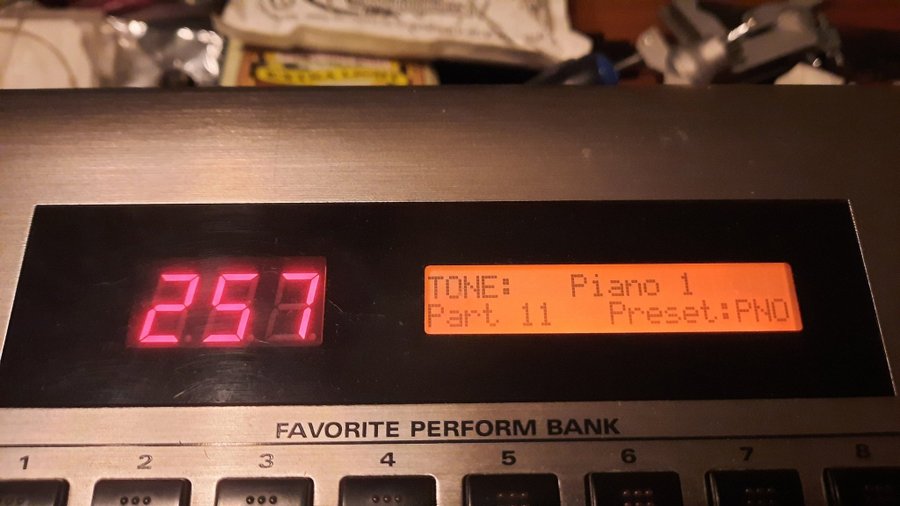 257
TONE: Piano 1
Part 11 Preset:PNO
FAVORITE PERFORM BANK
1 2 3 4 5 6 7 8